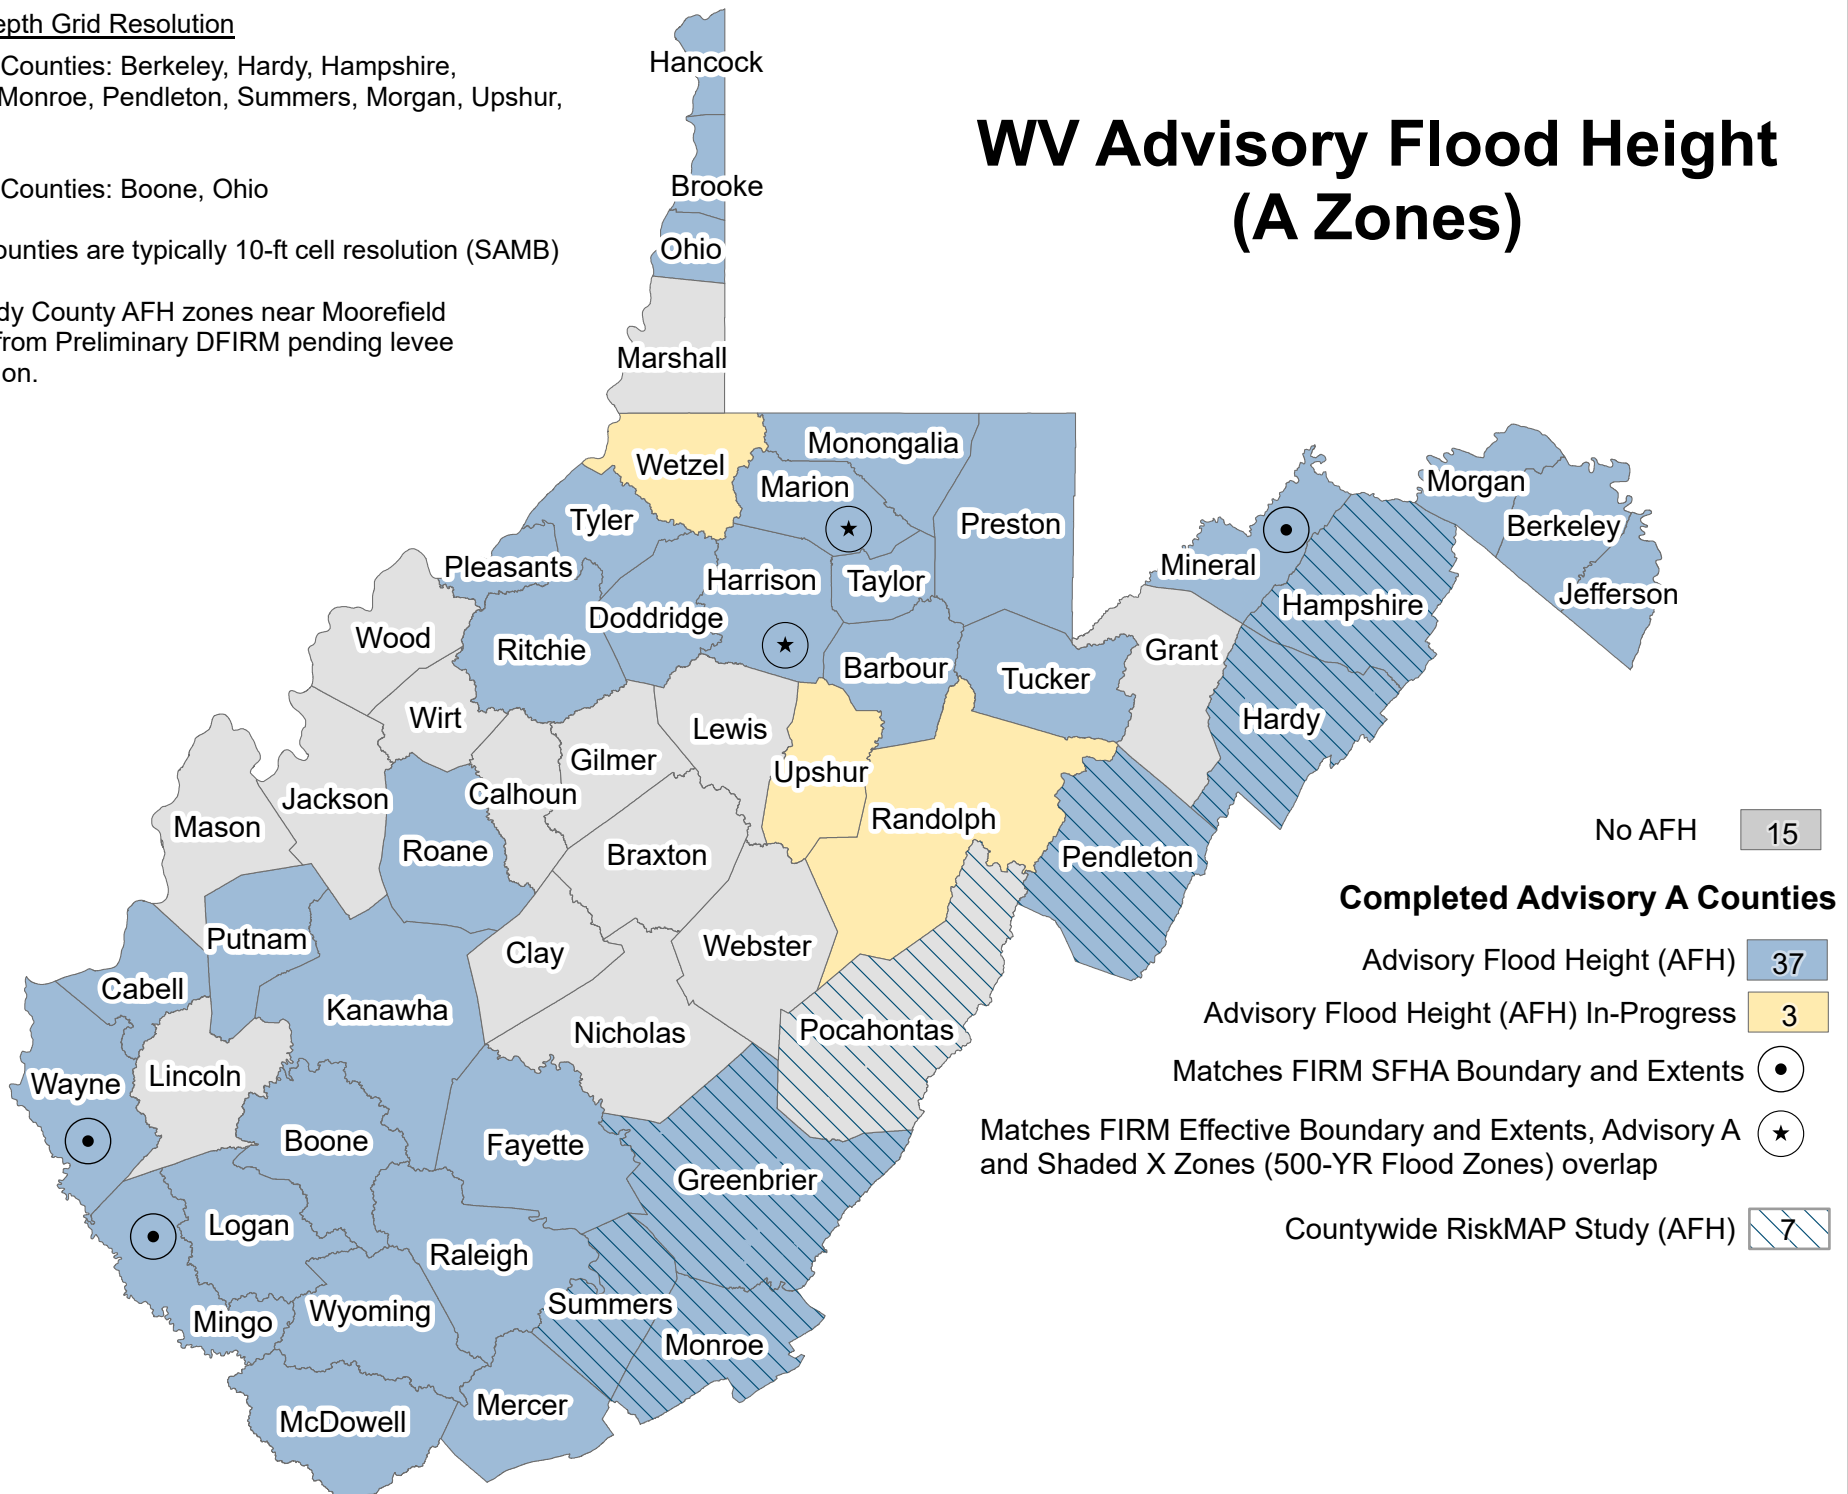 epth Grid Resolution
Counties: Berkeley, Hardy, Hampshire,
Monroe, Pendleton, Summers, Morgan, Upshur,
Counties: Boone, Ohio
ounties are typically 10-ft cell resolution (SAMB)
dy County AFH zones near Moorefield
from Preliminary DFIRM pending levee
on.
WV Advisory Flood Height
(A Zones)
Hancock
Brooke
Ohio
Marshall
Wetzel
Monongalia
Marion
Tyler
Preston
Morgan
Berkeley
Pleasants
Harrison
Taylor
Mineral
Jefferson
Hampshire
Doddridge
Wood
Ritchie
Barbour
Tucker
Grant
Hardy
Wirt
Lewis
Gilmer
Upshur
Jackson
Calhoun
Mason
Randolph
Roane
Braxton
Pendleton
Putnam
Clay
Webster
Cabell
Kanawha
Nicholas
Pocahontas
Wayne
Lincoln
Boone
Fayette
Greenbrier
Logan
Raleigh
Summers
Mingo
Wyoming
Monroe
McDowell
Mercer
No AFH 15
Completed Advisory A Counties
Advisory Flood Height (AFH) 37
Advisory Flood Height (AFH) In-Progress 3
Matches FIRM SFHA Boundary and Extents
Matches FIRM Effective Boundary and Extents, Advisory A
and Shaded X Zones (500-YR Flood Zones) overlap
Countywide RiskMAP Study (AFH) 7